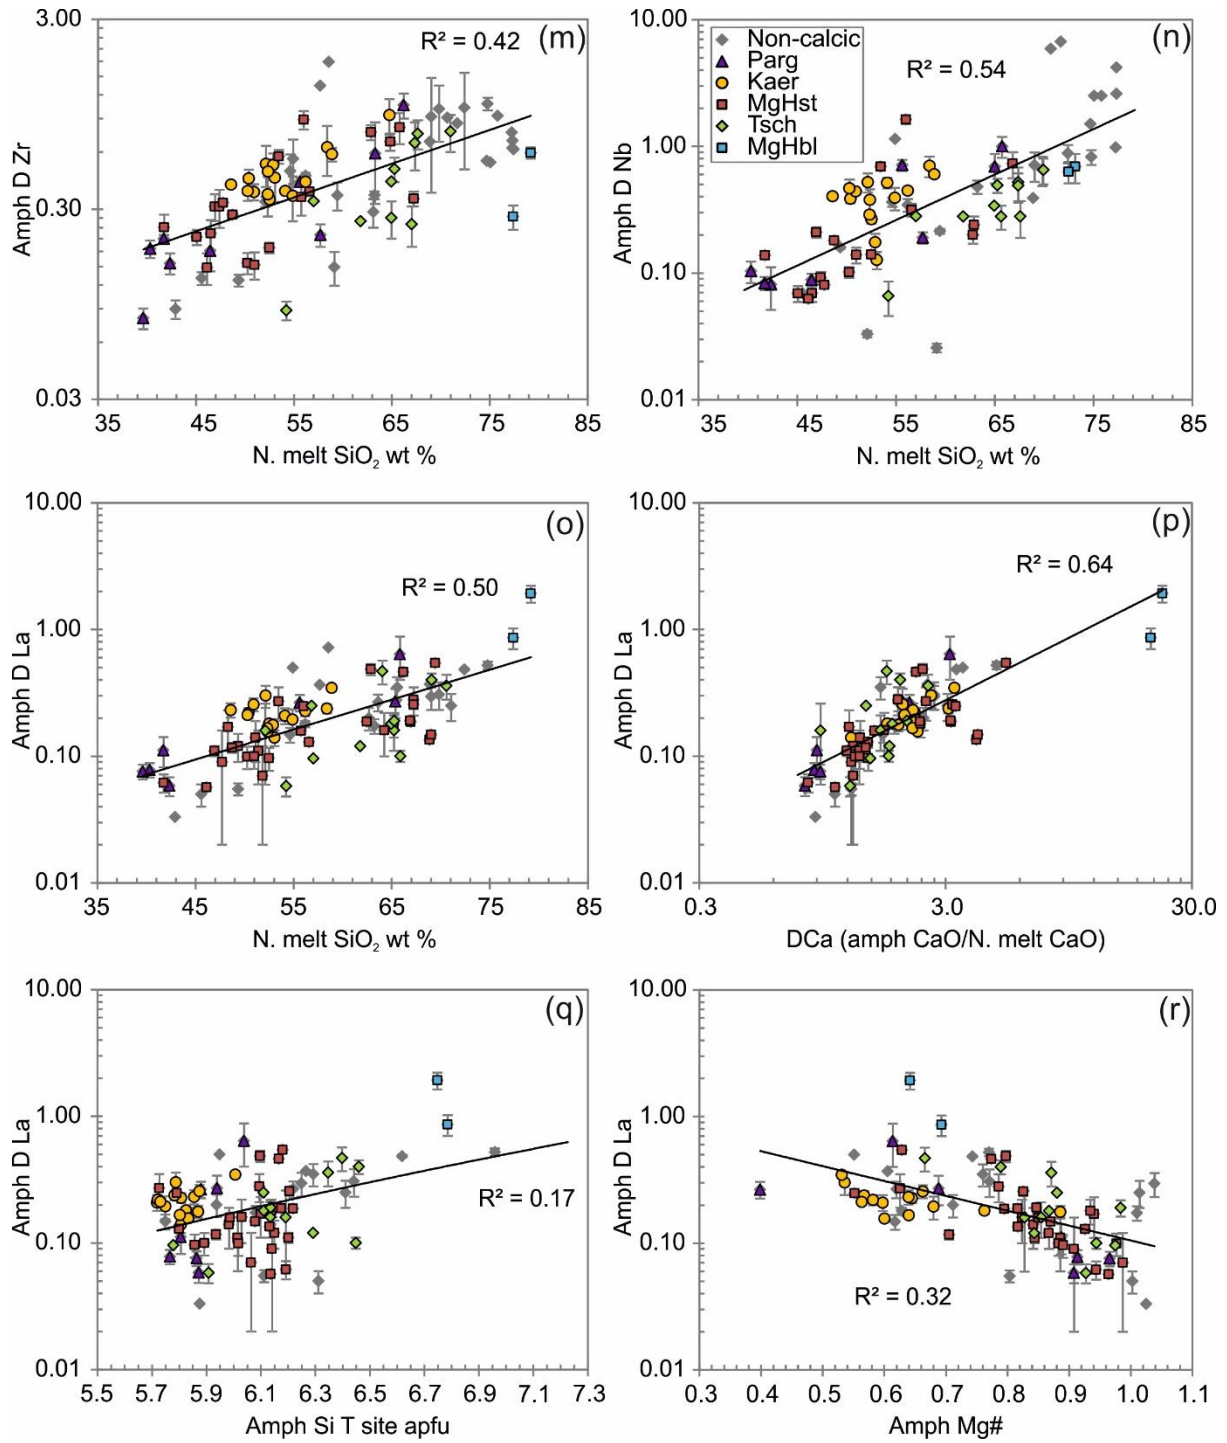 3.00
R² = 0.42
(m)
Amph D Zr
0.30
0.03
35 45 55 65 75 85
N. melt SiO₂ wt %
10.00
Non-calcic
Parg
Kaer
MgHst
Tsch
MgHbl
R² = 0.54
(n)
Amph D Nb
1.00
0.10
0.01
35 45 55 65 75 85
N. melt SiO₂ wt %
10.00
(o)
R² = 0.50
Amph D La
1.00
0.10
0.01
35 45 55 65 75 85
N. melt SiO₂ wt %
10.00
(p)
R² = 0.64
Amph D La
1.00
0.10
0.01
0.3 3.0 30.0
DCa (amph CaO/N. melt CaO)
10.00
(q)
Amph D La
1.00
R² = 0.17
0.10
0.01
5.5 5.7 5.9 6.1 6.3 6.5 6.7 6.9 7.1 7.3
Amph Si T site apfu
10.00
(r)
Amph D La
1.00
0.10
R² = 0.32
0.01
0.3 0.4 0.5 0.6 0.7 0.8 0.9 1.0 1.1
Amph Mg#